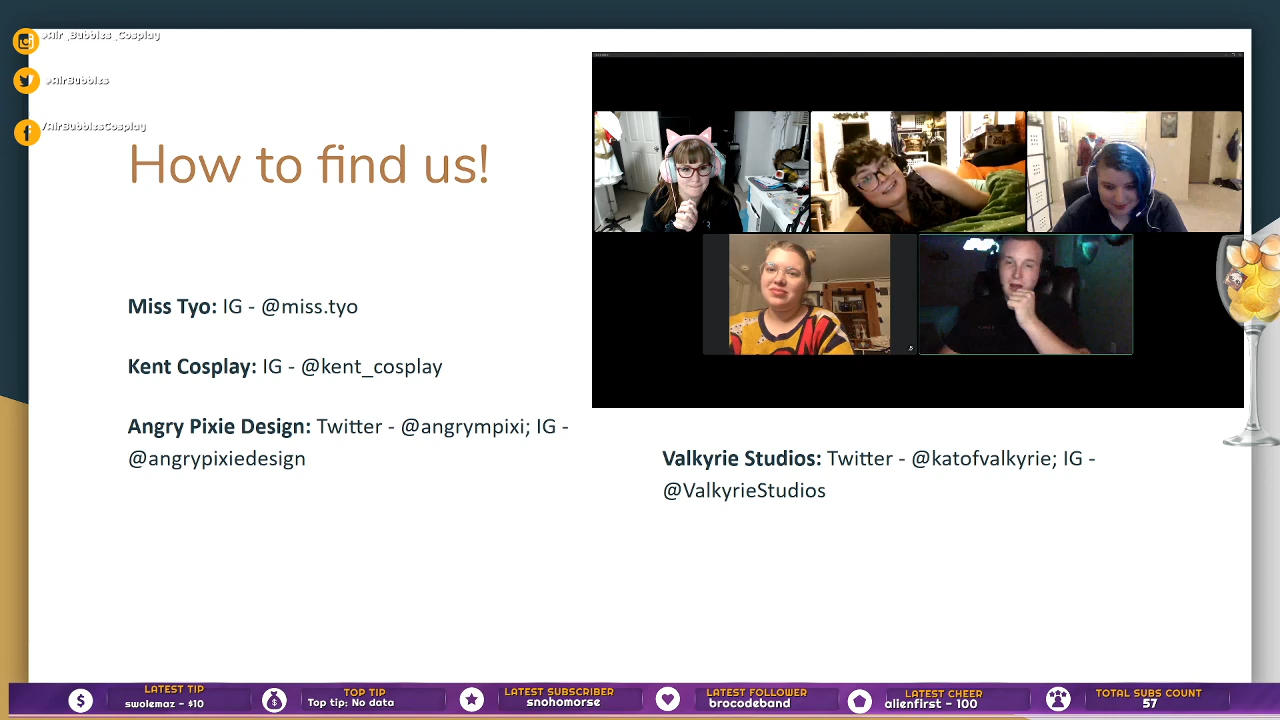 @Air_Bubbles_Cosplay
@AirBubbles
/AirBubblesCosplay
How to find us!
Miss Tyo: IG - @miss.tyo
Kent Cosplay: IG - @kent_cosplay
Angry Pixie Design: Twitter - @angrympixi; IG -
@angrypixiedesign
Valkyrie Studios: Twitter - @katofvalkyrie; IG -
@ValkyrieStudios
LATEST TIP
swolemaz - $10
TOP TIP
Top tip: No data
LATEST SUBSCRIBER
snohomorse
LATEST FOLLOWER
brocodeband
LATEST CHEER
alienfirst - 100
TOTAL SUBS COUNT
57